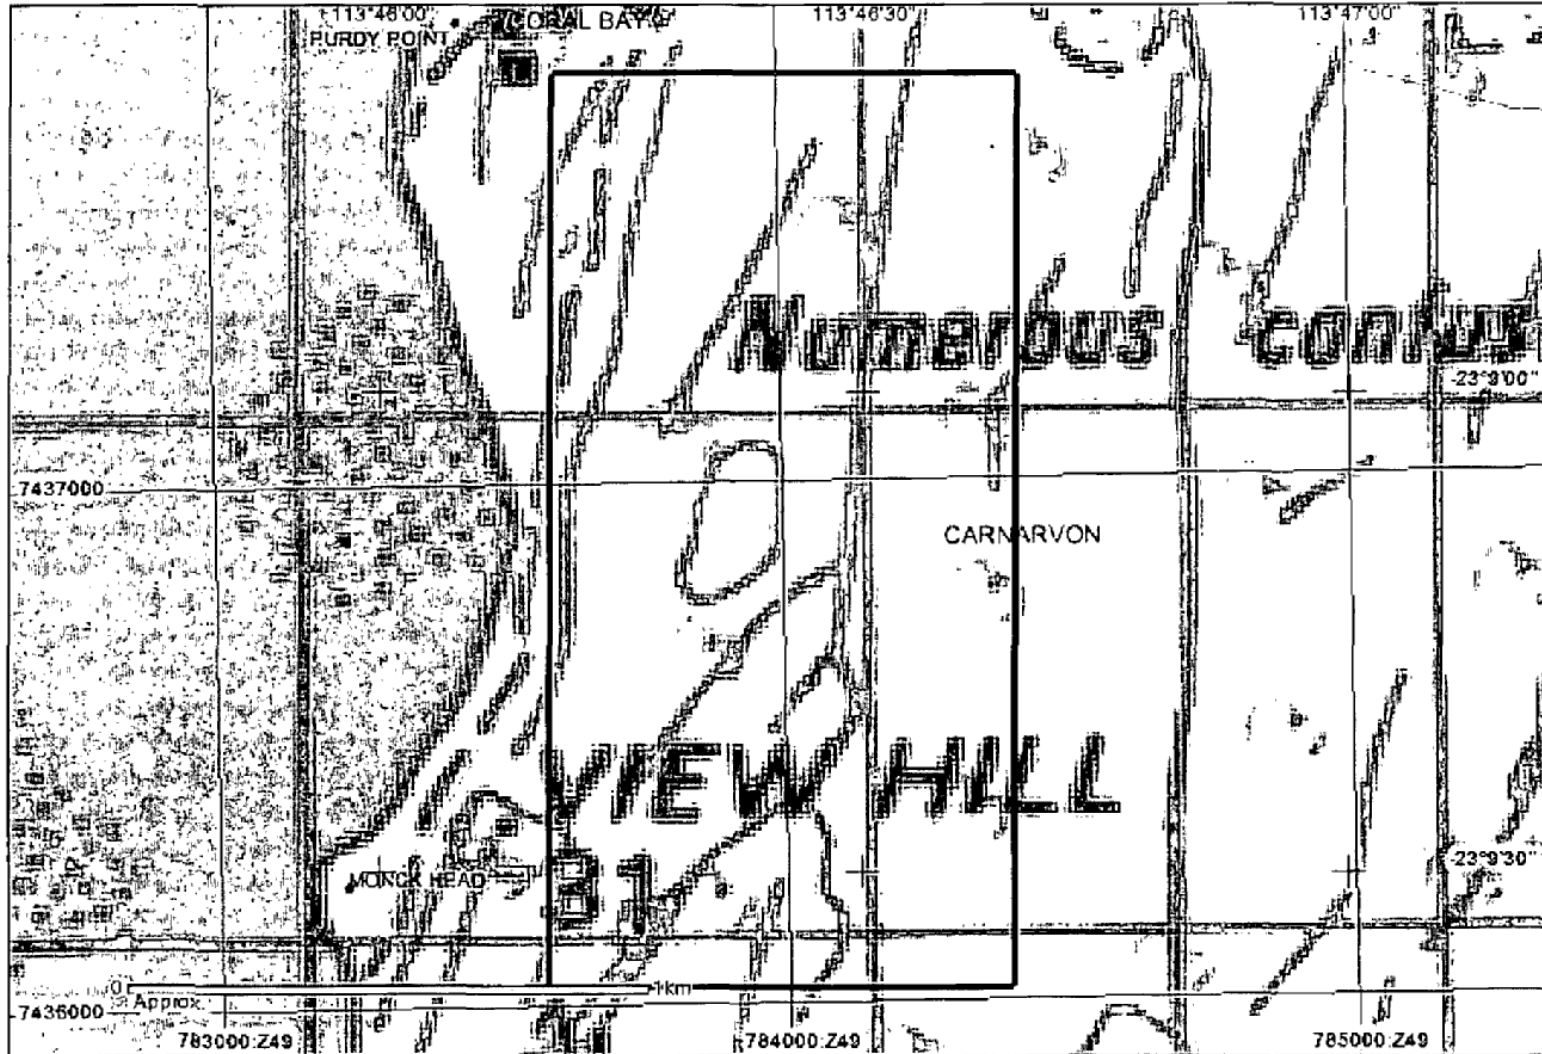 113°46'00"
CORAL BAY
113°46'30"
113°47'00"
PURDY POINT
Numerous
-23°9'00"
7437000
CARNARVON
VIEW HILL
81
MONCK HEAD
-23°9'30"
0
1km
Approx
7436000
783000:Z49
784000:Z49
785000:Z49